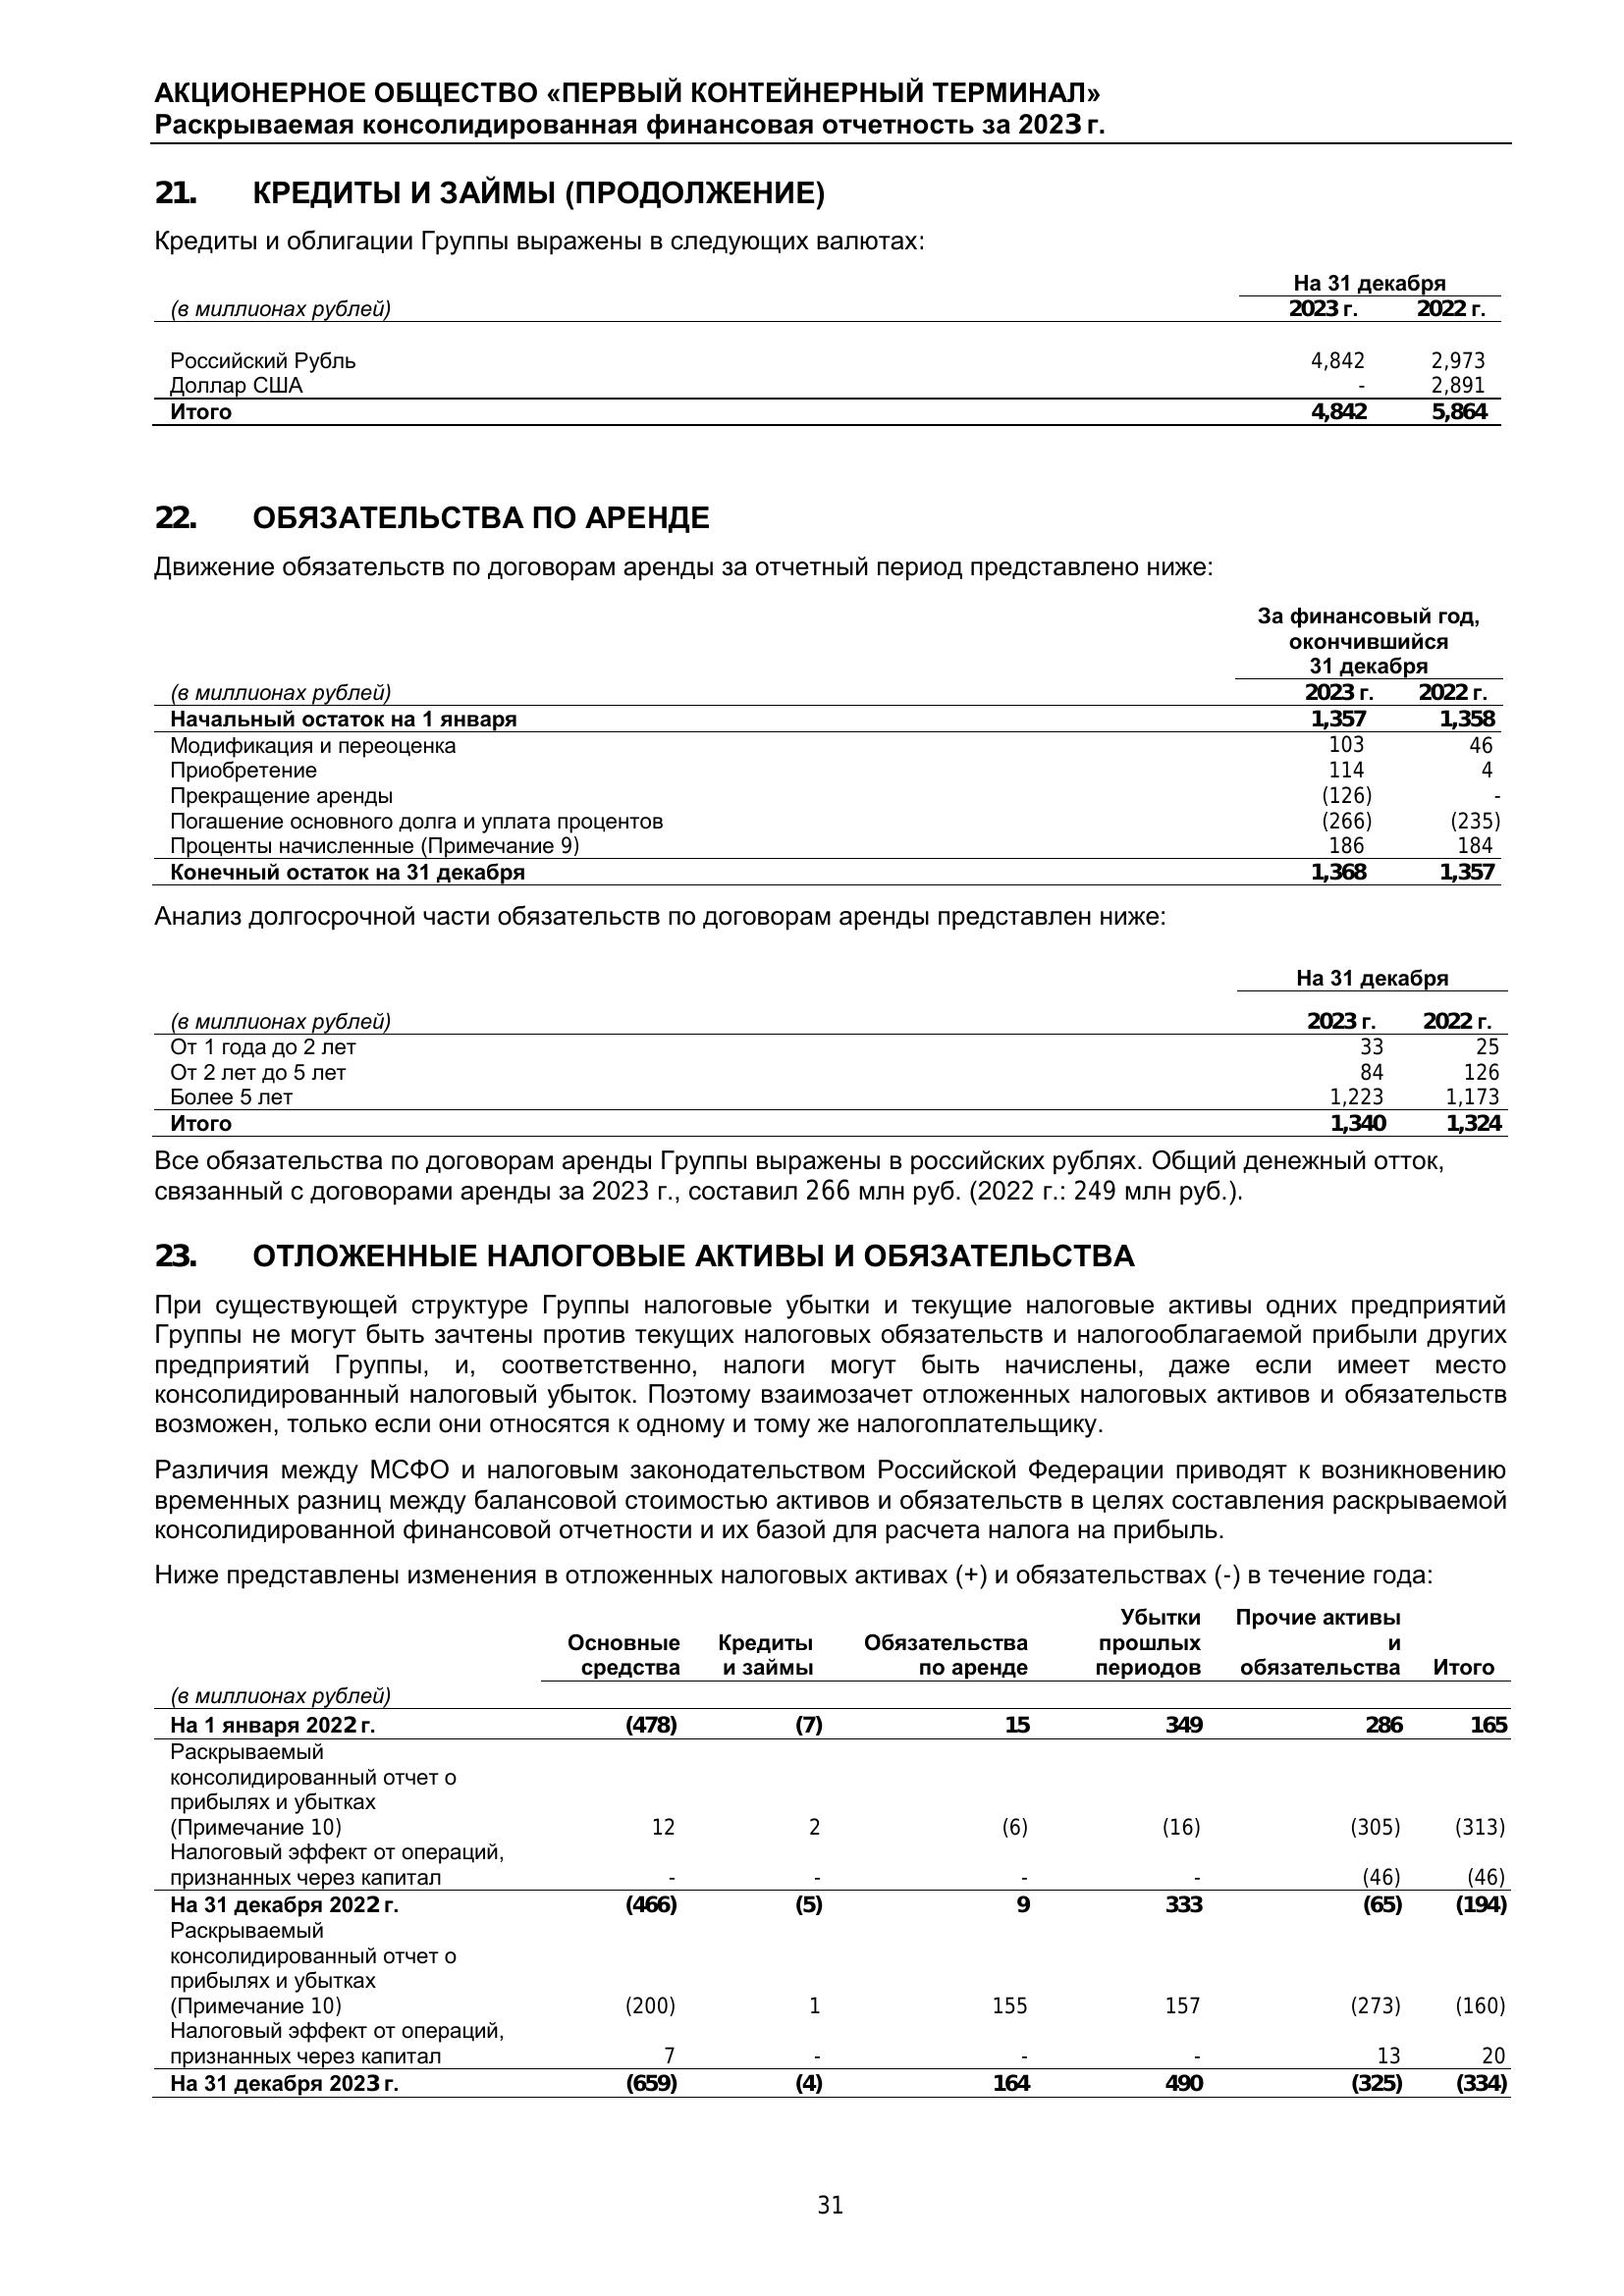 АКЦИОНЕРНОЕ ОБЩЕСТВО «ПЕРВЫЙ КОНТЕЙНЕРНЫЙ ТЕРМИНАЛ»
Раскрываемая консолидированная финансовая отчетность за 2023 г.
21. КРЕДИТЫ И ЗАЙМЫ (ПРОДОЛЖЕНИЕ)
Кредиты и облигации Группы выражены в следующих валютах:
На 31 декабря
(в миллионах рублей) 2023 г. 2022 г.
Российский Рубль 4,842 2,973
Доллар США - 2,891
Итого 4,842 5,864
22. ОБЯЗАТЕЛЬСТВА ПО АРЕНДЕ
Движение обязательств по договорам аренды за отчетный период представлено ниже:
За финансовый год,
окончившийся
31 декабря
(в миллионах рублей) 2023 г. 2022 г.
Начальный остаток на 1 января 1,357 1,358
Модификация и переоценка 103 46
Приобретение 114 4
Прекращение аренды (126) -
Погашение основного долга и уплата процентов (266) (235)
Проценты начисленные (Примечание 9) 186 184
Конечный остаток на 31 декабря 1,368 1,357
Анализ долгосрочной части обязательств по договорам аренды представлен ниже:
На 31 декабря
(в миллионах рублей) 2023 г. 2022 г.
От 1 года до 2 лет 33 25
От 2 лет до 5 лет 84 126
Более 5 лет 1,223 1,173
Итого 1,340 1,324
Все обязательства по договорам аренды Группы выражены в российских рублях. Общий денежный отток,
связанный с договорами аренды за 2023 г., составил 266 млн руб. (2022 г.: 249 млн руб.).
23. ОТЛОЖЕННЫЕ НАЛОГОВЫЕ АКТИВЫ И ОБЯЗАТЕЛЬСТВА
При существующей структуре Группы налоговые убытки и текущие налоговые активы одних предприятий
Группы не могут быть зачтены против текущих налоговых обязательств и налогооблагаемой прибыли других
предприятий Группы, и, соответственно, налоги могут быть начислены, даже если имеет место
консолидированный налоговый убыток. Поэтому взаимозачет отложенных налоговых активов и обязательств
возможен, только если они относятся к одному и тому же налогоплательщику.
Различия между МСФО и налоговым законодательством Российской Федерации приводят к возникновению
временных разниц между балансовой стоимостью активов и обязательств в целях составления раскрываемой
консолидированной финансовой отчетности и их базой для расчета налога на прибыль.
Ниже представлены изменения в отложенных налоговых активах (+) и обязательствах (-) в течение года:
Убытки Прочие активы
Основные Кредиты Обязательства прошлых и
средства и займы по аренде периодов обязательства Итого
(в миллионах рублей)
На 1 января 2022 г. (478) (7) 15 349 286 165
Раскрываемый
консолидированный отчет о
прибылях и убытках
(Примечание 10) 12 2 (6) (16) (305) (313)
Налоговый эффект от операций,
признанных через капитал - - - - (46) (46)
На 31 декабря 2022 г. (466) (5) 9 333 (65) (194)
Раскрываемый
консолидированный отчет о
прибылях и убытках
(Примечание 10) (200) 1 155 157 (273) (160)
Налоговый эффект от операций,
признанных через капитал 7 - - - 13 20
На 31 декабря 2023 г. (659) (4) 164 490 (325) (334)
31